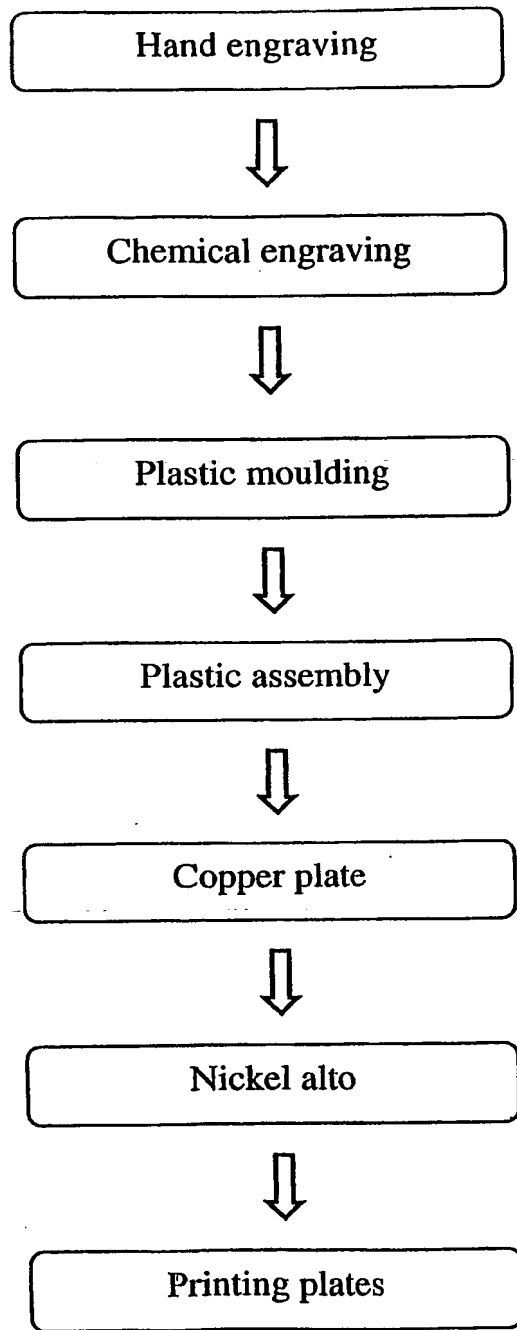 Hand engraving
Chemical engraving
Plastic moulding
Plastic assembly
Copper plate
Nickel alto
Printing plates